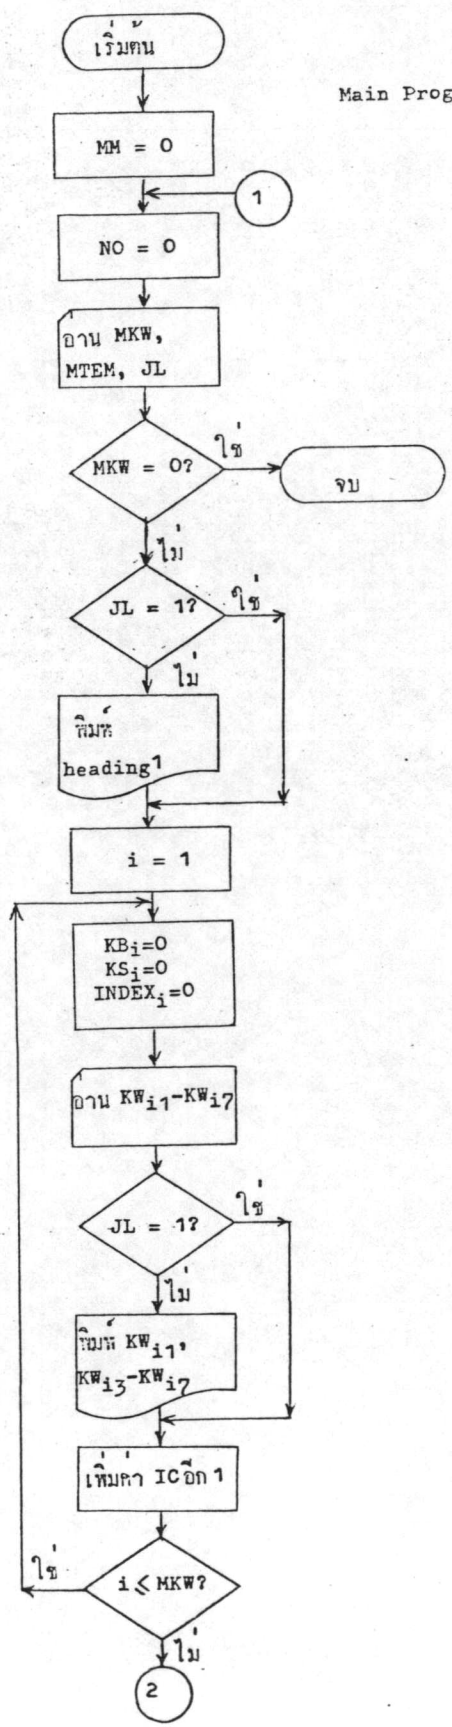 เริ่มต้น
Main Prog
MM = 0
1
NO = 0
อ่าน MKW,
MTEM, JL
MKW = 0?
ใช่
จบ
ไม่
JL = 1?
ใช่
ไม่
พิมพ์
heading1
i = 1
KBi=0
KSi=0
INDEXi=0
อ่าน KWi1-KWi7
JL = 1?
ใช่
ไม่
พิมพ์ KWi1,
KWi3-KWi7
เพิ่มค่า ICอีก 1
ใช่
i ≤ MKW?
ไม่
2